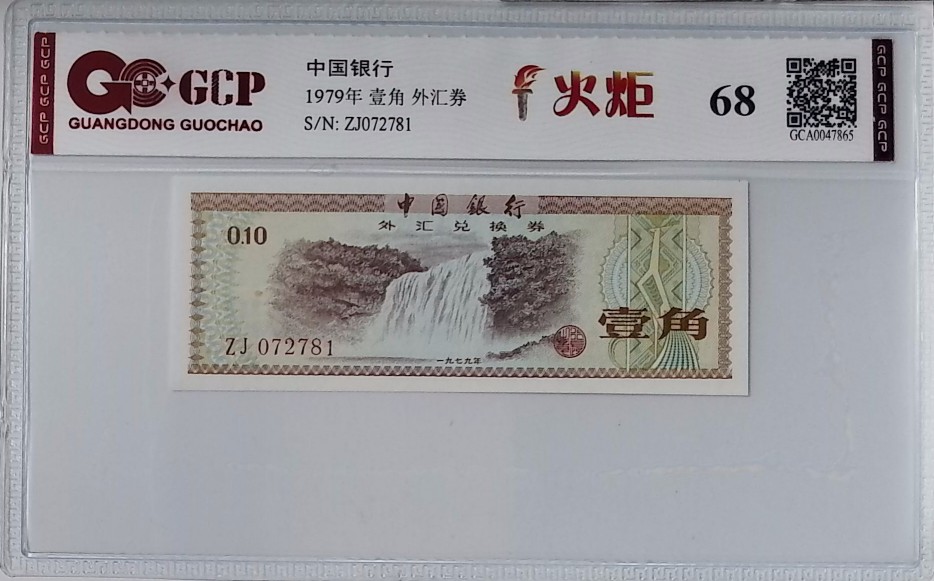 GCP GCP GCP
GCP
GUANGDONG GUOCHAO
中国银行
1979年 壹角 外汇券
S/N: ZJ072781
火炬
68
GCA0047865
GCP GCP GCP
中国银行
外汇兑换券
0.10
壹角
ZJ 072781
一九七九年